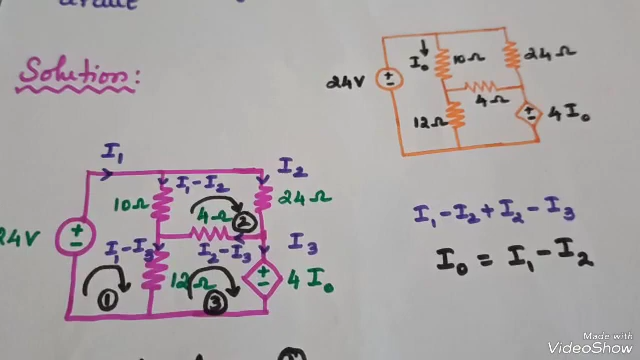 Solution:
24V
I₀
10Ω
24Ω
4Ω
12Ω
4I₀
I₁
I₂
I₁-I₂
10Ω
24Ω
4Ω
2
24V
I₁-I₃
I₂-I₃
I₃
12Ω
4I₀
1
3
I₁-I₂+I₂-I₃
I₀ = I₁-I₂
Made with
VideoShow